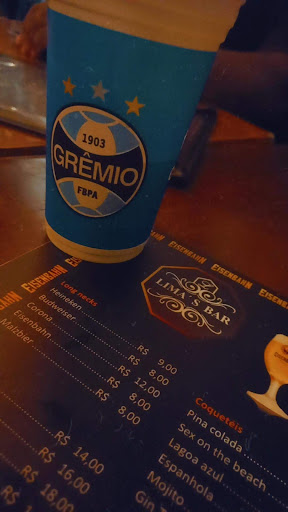 1903
GRÊMIO
FBPA
EISENBAHN EISENBAHN EISENBAHN
LIMA'S BAR
Long necks
Heineken
Budweiser
Corona
Eisenbahn
Malzbier
R$ 9,00
R$ 8,00
R$ 12,00
R$ 8,00
R$ 8,00
R$ 14,00
R$ 16,00
R$ 18,00
R$
Coquetéis
Pina colada
Sex on the beach
Lagoa azul
Espanhola
Mojito
Gin